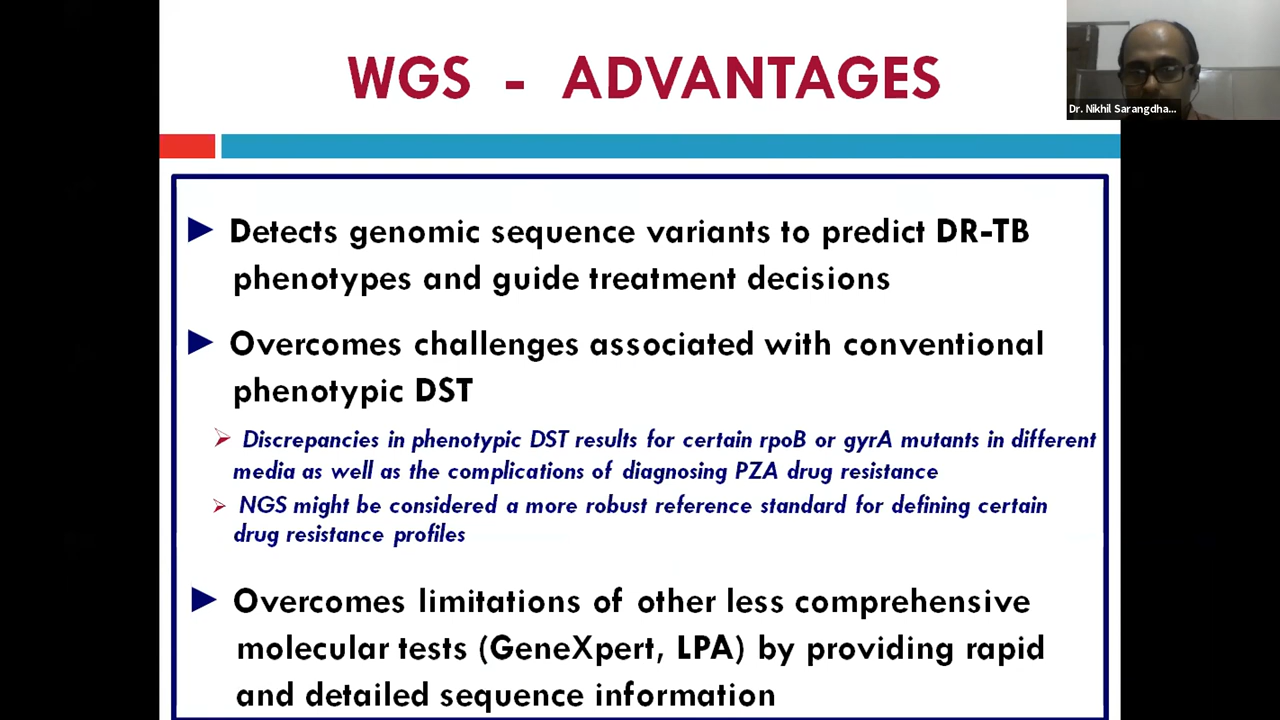 WGS - ADVANTAGES
Dr. Nikhil Sarangdha...
► Detects genomic sequence variants to predict DR-TB
phenotypes and guide treatment decisions
► Overcomes challenges associated with conventional
phenotypic DST
➢ Discrepancies in phenotypic DST results for certain rpoB or gyrA mutants in different
media as well as the complications of diagnosing PZA drug resistance
➢ NGS might be considered a more robust reference standard for defining certain
drug resistance profiles
► Overcomes limitations of other less comprehensive
molecular tests (GeneXpert, LPA) by providing rapid
and detailed sequence information